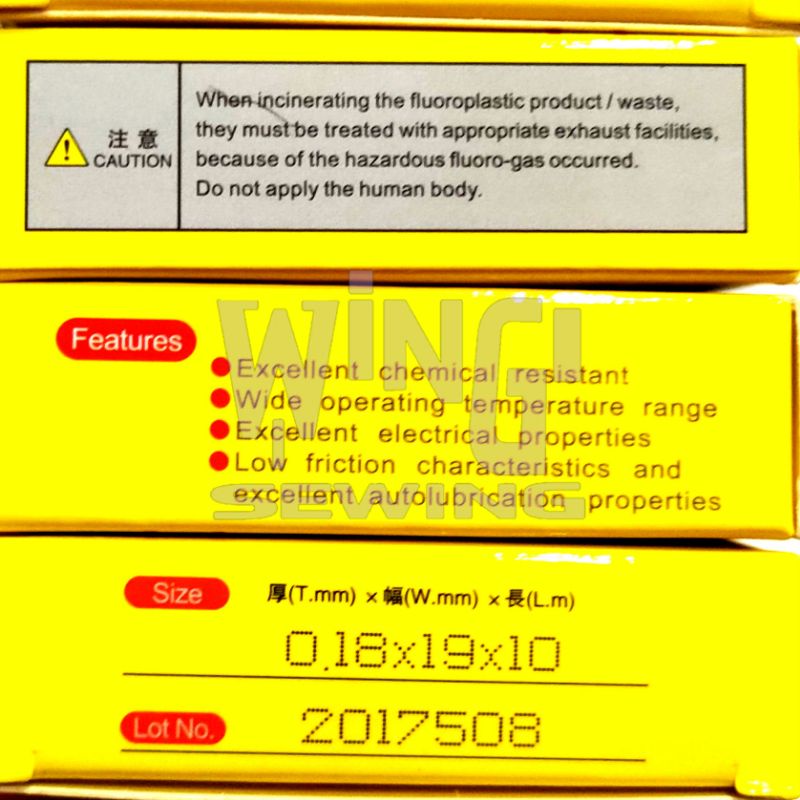 注意
CAUTION
When incinerating the fluoroplastic product / waste,
they must be treated with appropriate exhaust facilities,
because of the hazardous fluoro-gas occurred.
Do not apply the human body.
WiNGi
SEWING
Features
Excellent chemical resistant
Wide operating temperature range
Excellent electrical properties
Low friction characteristics and
excellent autolubrication properties
Size 厚(T.mm) x 幅(W.mm) x 長(L.m)
0.18x19x10
Lot No. 2017508